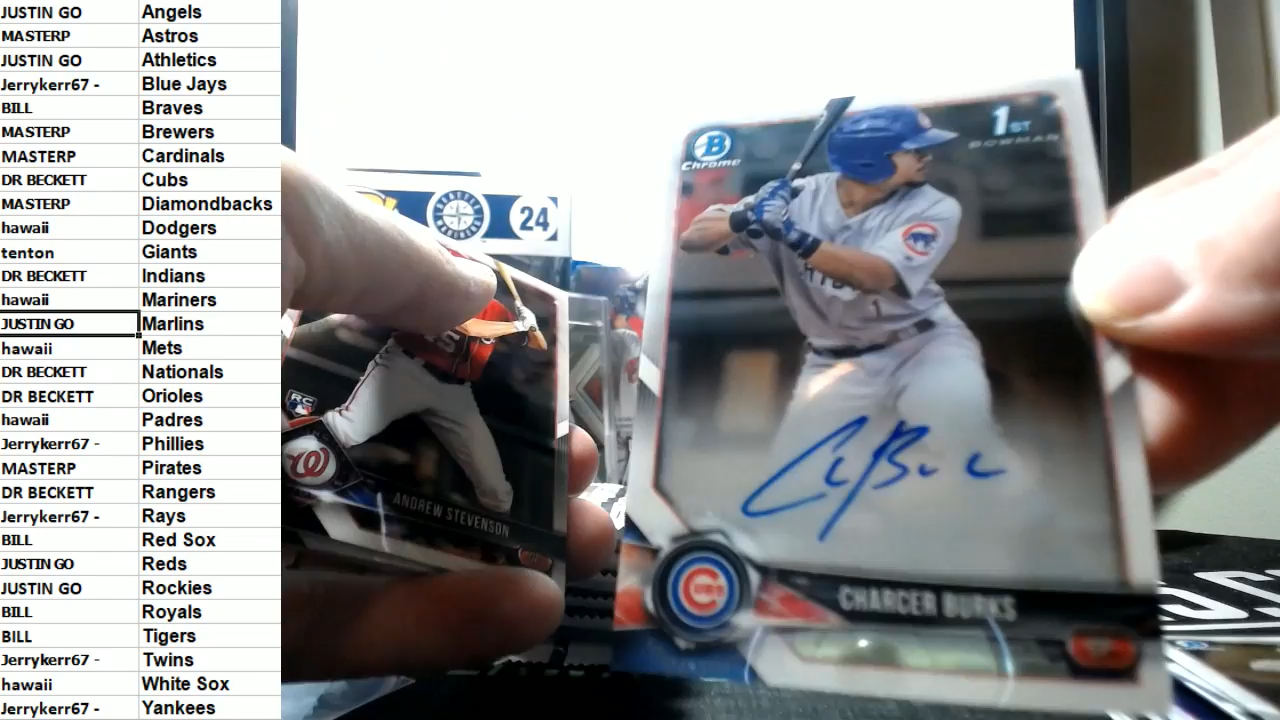 JUSTIN GO Angels
MASTERP Astros
JUSTIN GO Athletics
Jerrykerr67 - Blue Jays
BILL Braves
MASTERP Brewers
MASTERP Cardinals
DR BECKETT Cubs
MASTERP Diamondbacks
hawaii Dodgers
tenton Giants
DR BECKETT Indians
hawaii Mariners
JUSTIN GO Marlins
hawaii Mets
DR BECKETT Nationals
DR BECKETT Orioles
hawaii Padres
Jerrykerr67 - Phillies
MASTERP Pirates
DR BECKETT Rangers
Jerrykerr67 - Rays
BILL Red Sox
JUSTIN GO Reds
JUSTIN GO Rockies
BILL Royals
BILL Tigers
Jerrykerr67 - Twins
hawaii White Sox
Jerrykerr67 - Yankees
24
RC
W
ANDREW STEVENSON
B
Chrome
1ST
BOWMAN
CHARCER BURKS